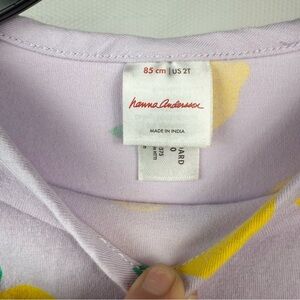 85 cm | US 2T
hanna andersson
MADE IN INDIA